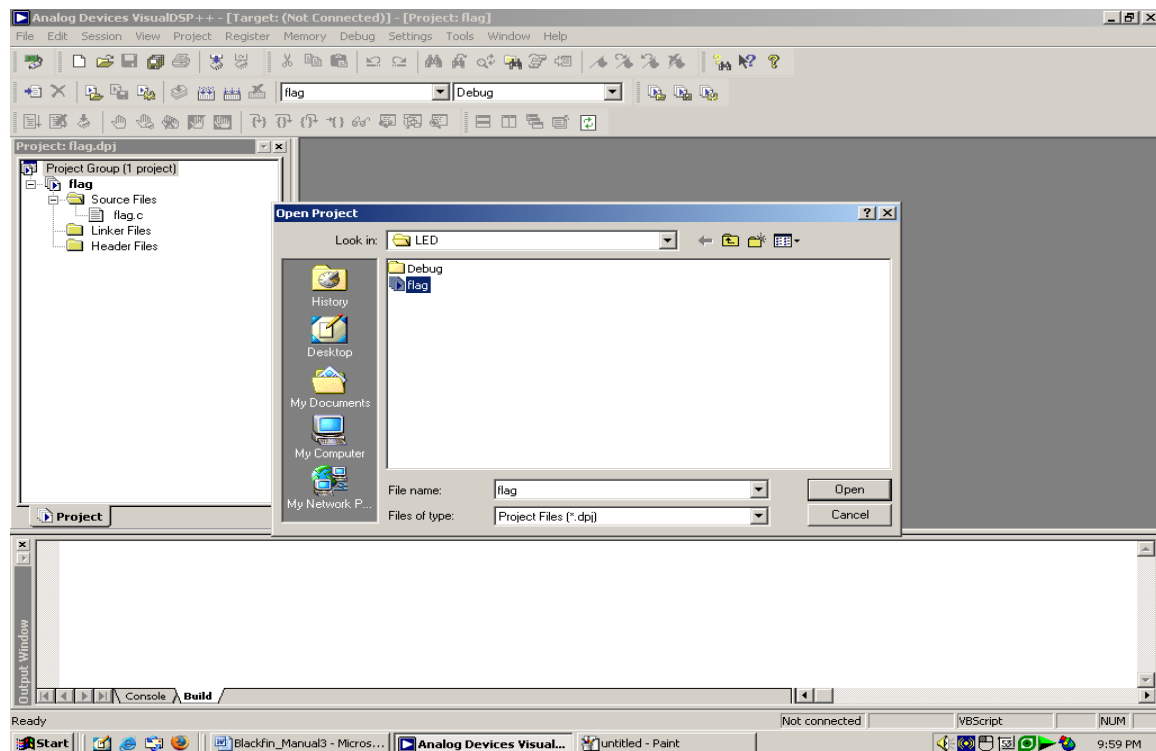 Analog Devices VisualDSP++ - [Target: (Not Connected)] - [Project: flag]
File Edit Session View Project Register Memory Debug Settings Tools Window Help
flag
Debug
Project: flag.dpj
Project Group (1 project)
flag
Source Files
flag.c
Linker Files
Header Files
Project
Open Project
Look in:
LED
History
Desktop
My Documents
My Computer
My Network P...
Debug
flag
File name:
flag
Open
Files of type:
Project Files (*.dpj)
Cancel
Output Window
Console
Build
Ready
Not connected
VBScript
NUM
Start
Blackfin_Manual3 - Micros...
Analog Devices Visual...
untitled - Paint
9:59 PM